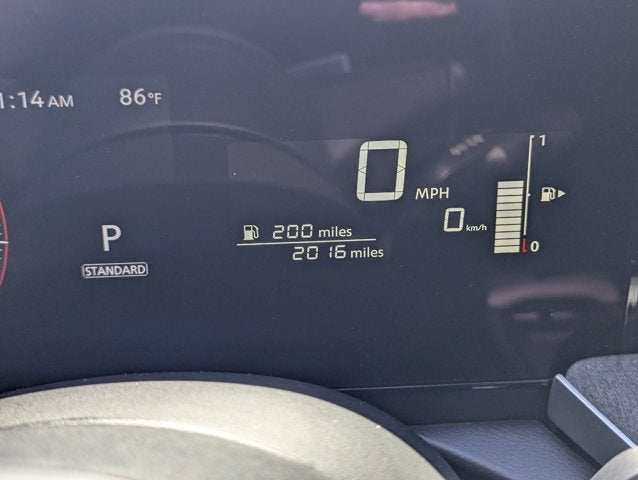 1:14 AM 86°F
1
0 MPH
0 km/h
P
200 miles
0
2016 miles
STANDARD